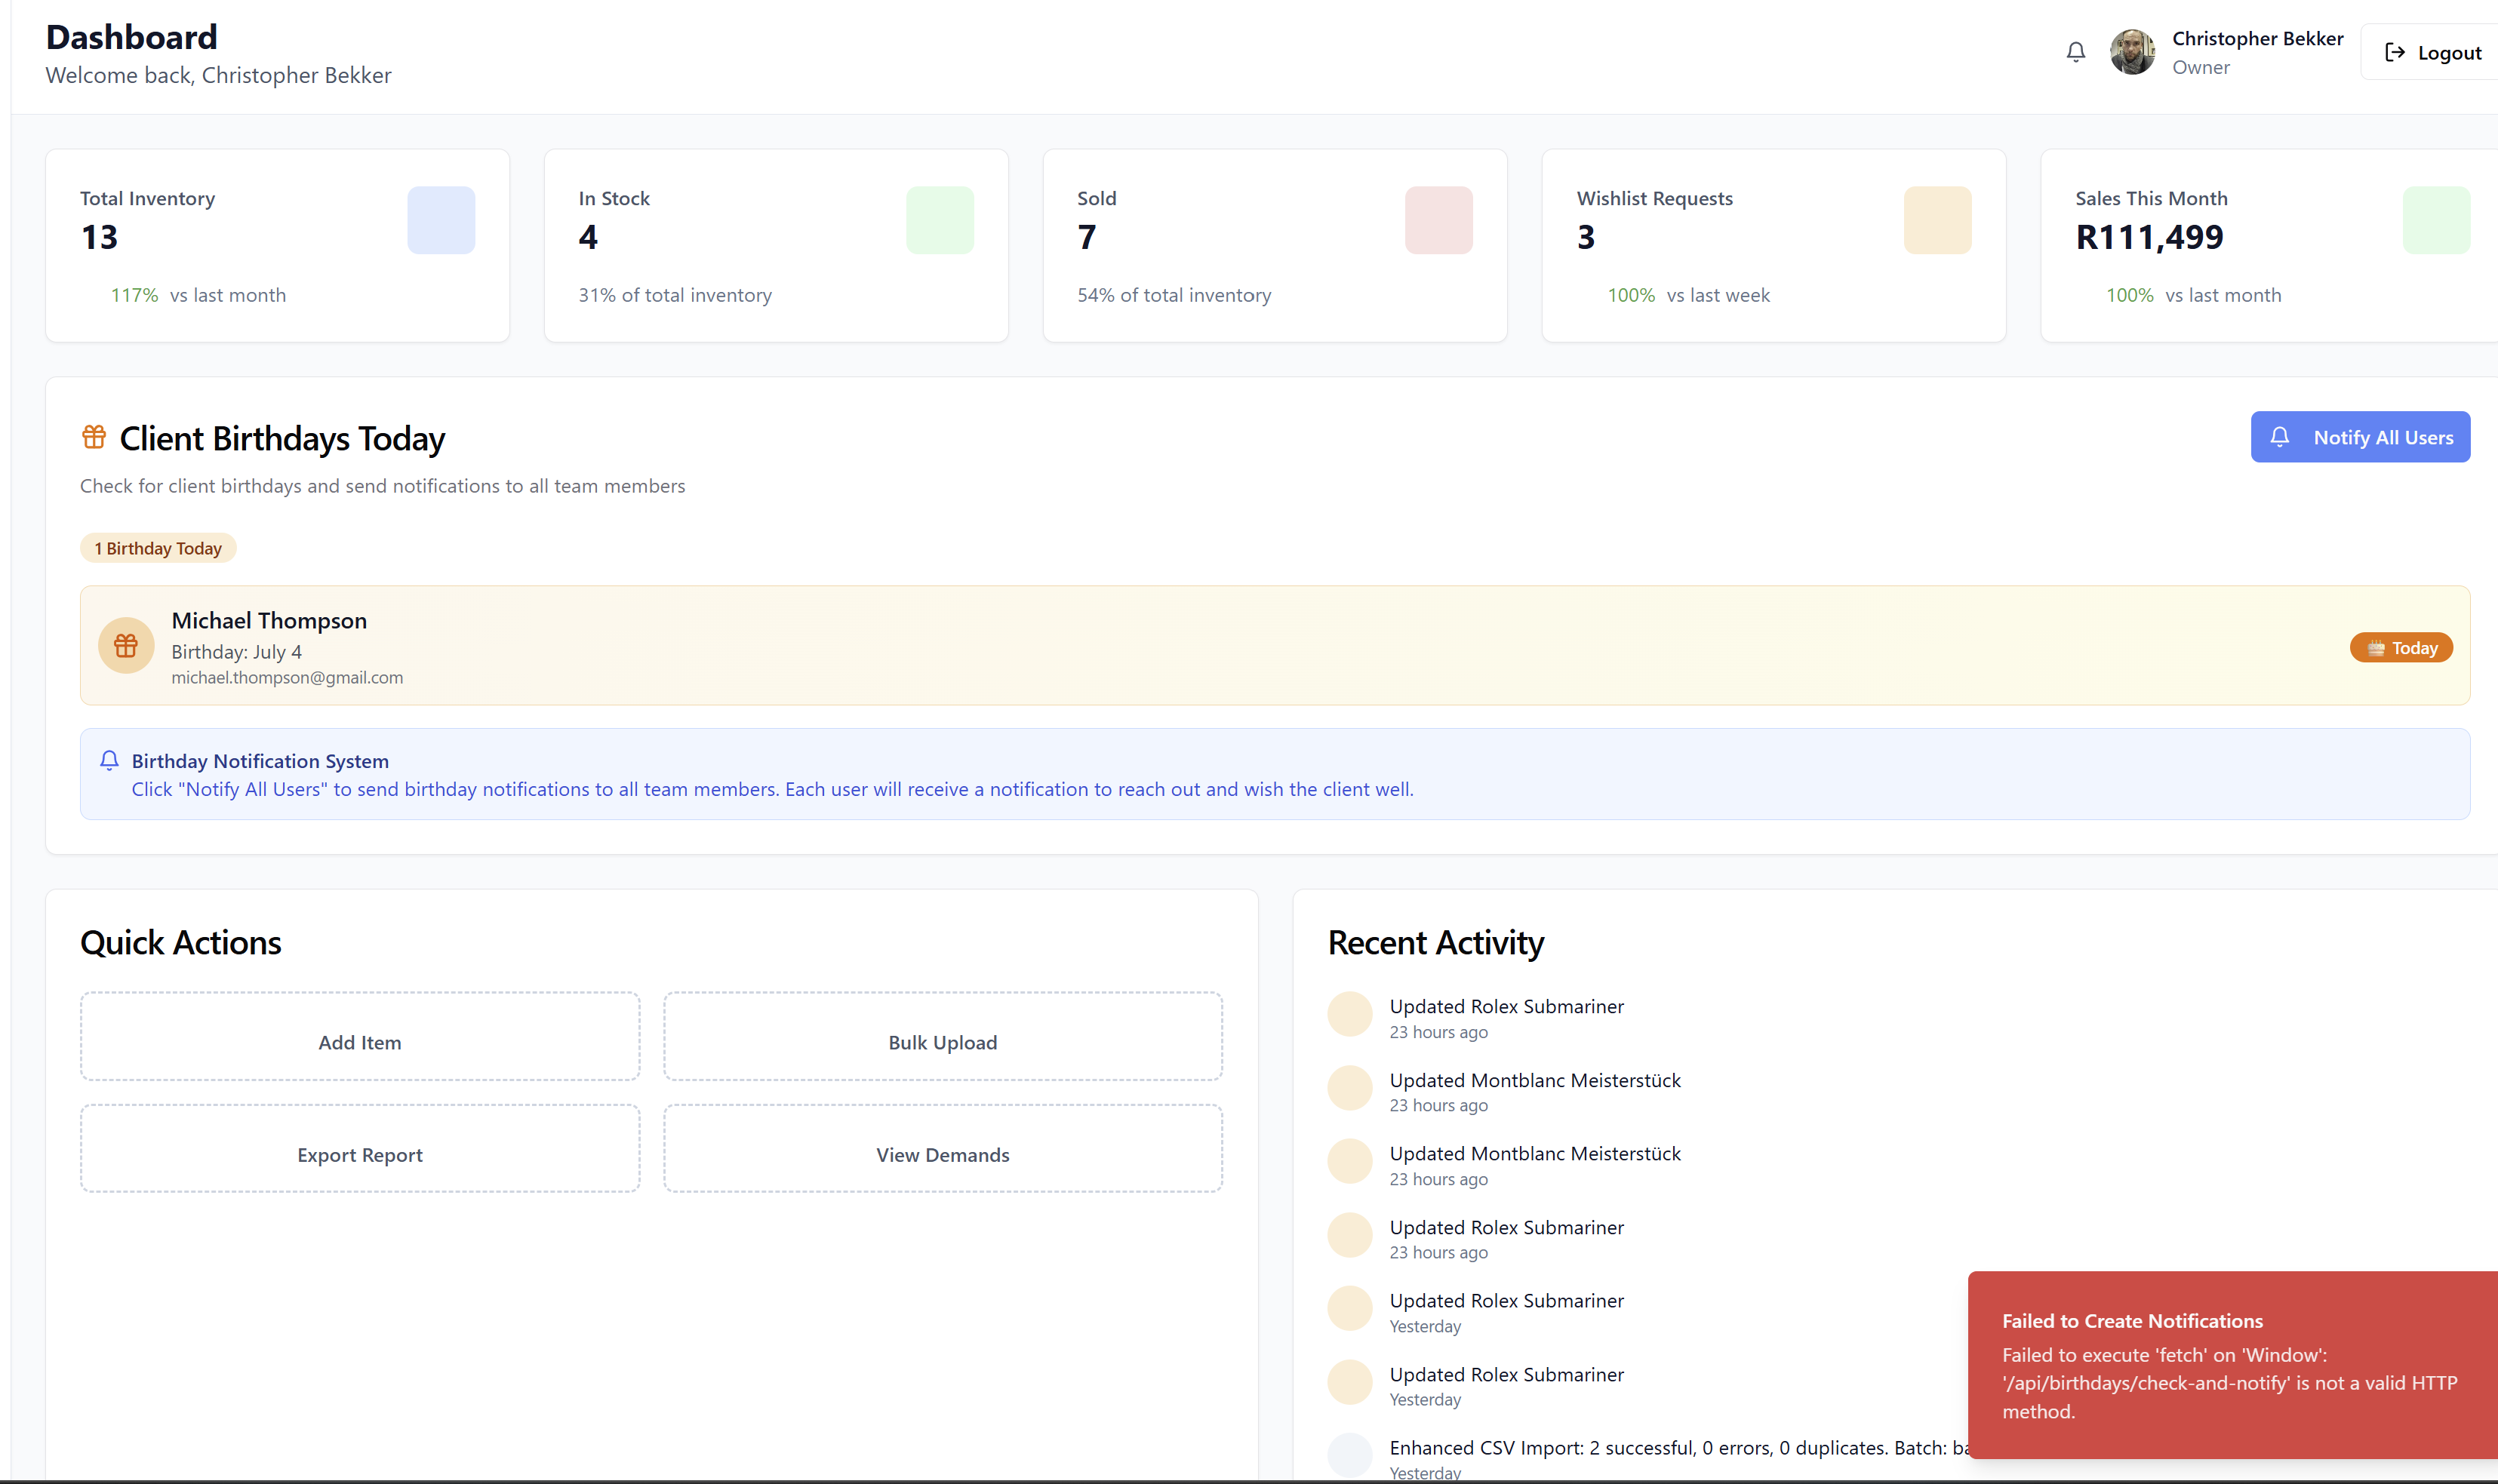 Dashboard
Welcome back, Christopher Bekker
Christopher Bekker
Owner
Logout
Total Inventory
13
117% vs last month
In Stock
4
31% of total inventory
Sold
7
54% of total inventory
Wishlist Requests
3
100% vs last week
Sales This Month
R111,499
100% vs last month
Client Birthdays Today
Notify All Users
Check for client birthdays and send notifications to all team members
1 Birthday Today
Michael Thompson
Birthday: July 4
michael.thompson@gmail.com
Today
Birthday Notification System
Click "Notify All Users" to send birthday notifications to all team members. Each user will receive a notification to reach out and wish the client well.
Quick Actions
Add Item
Bulk Upload
Export Report
View Demands
Recent Activity
Updated Rolex Submariner
23 hours ago
Updated Montblanc Meisterstück
23 hours ago
Updated Montblanc Meisterstück
23 hours ago
Updated Rolex Submariner
23 hours ago
Updated Rolex Submariner
Yesterday
Updated Rolex Submariner
Yesterday
Enhanced CSV Import: 2 successful, 0 errors, 0 duplicates. Batch:
Yesterday
Failed to Create Notifications
Failed to execute 'fetch' on 'Window':
'/api/birthdays/check-and-notify' is not a valid HTTP
method.